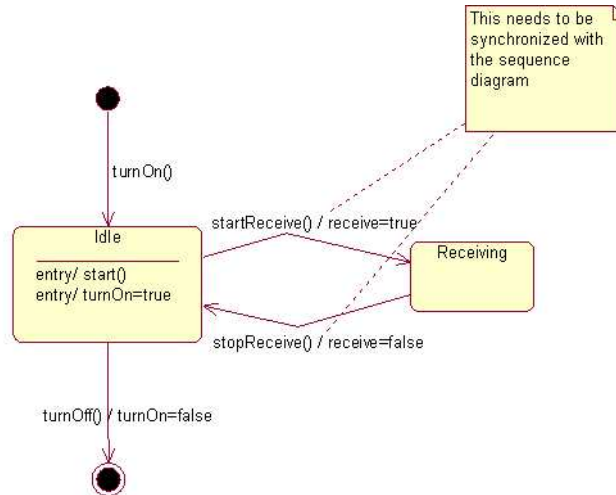 This needs to be
synchronized with
the sequence
diagram
turnOn()
startReceive() / receive=true
Idle
entry/ start()
entry/ turnOn=true
Receiving
stopReceive() / receive=false
turnOff() / turnOn=false